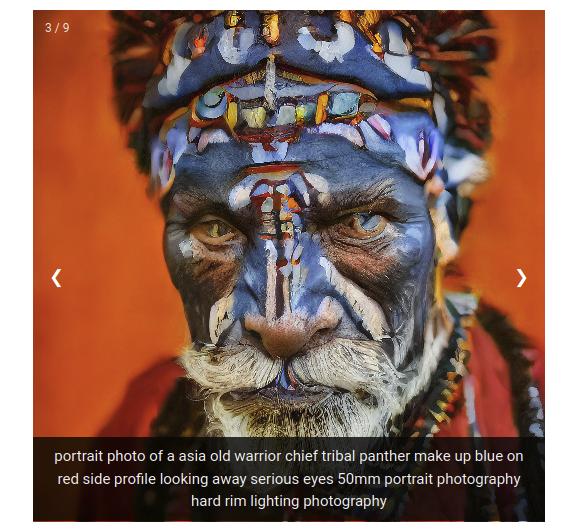 3 / 9
❮ ❯
portrait photo of a asia old warrior chief tribal panther make up blue on
red side profile looking away serious eyes 50mm portrait photography
hard rim lighting photography